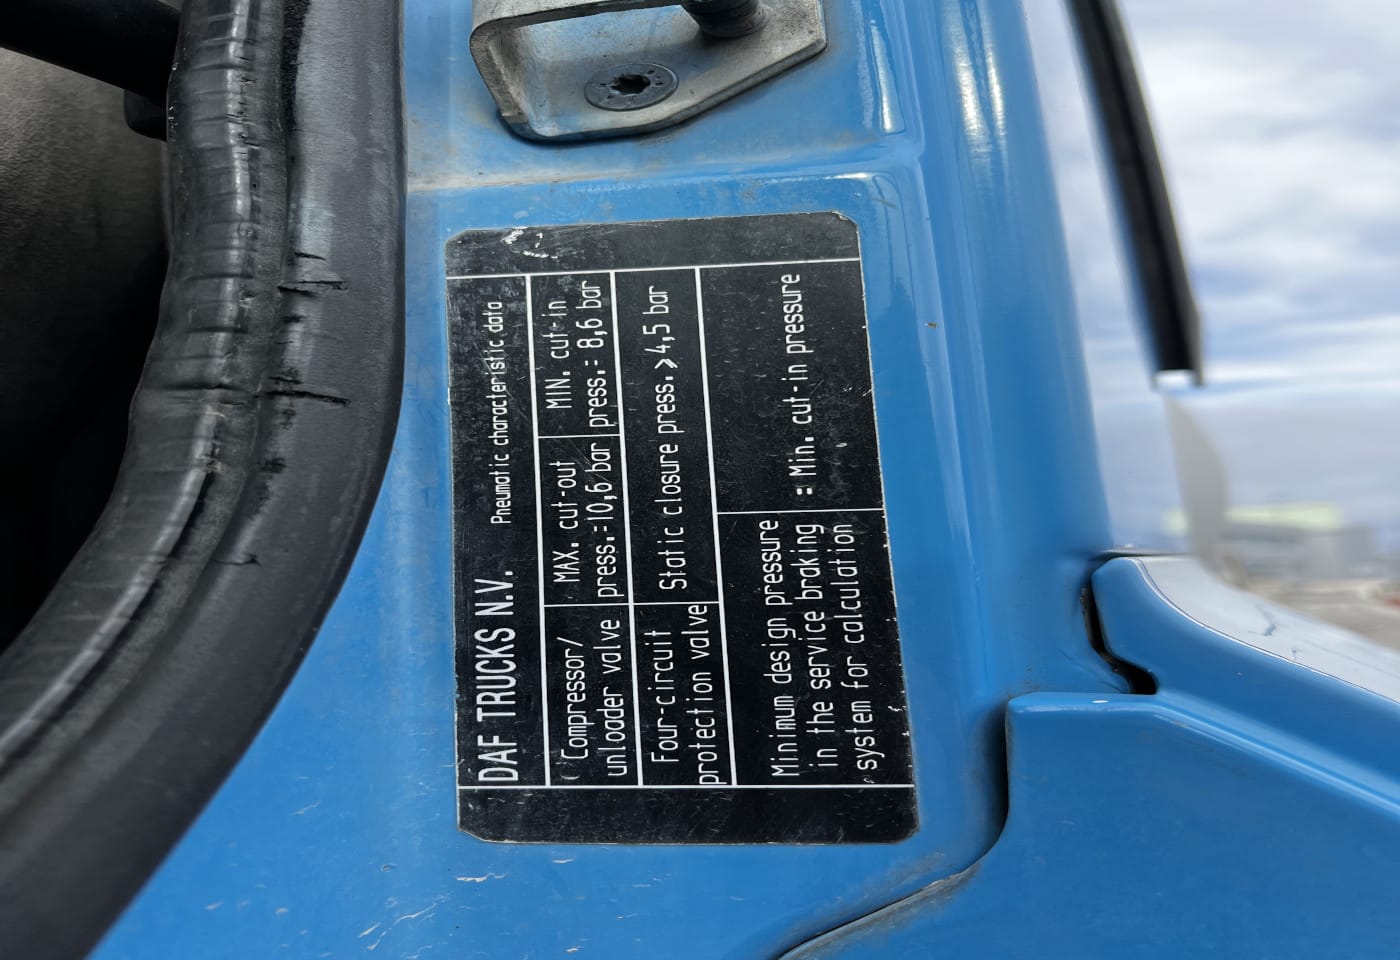 DAF TRUCKS N.V. Pneumatic characteristic data
Compressor/
unloader valve
MAX. cut-out
press.=10,6 bar
MIN. cut-in
press.= 8,6 bar
Four-circuit
protection valve
Static closure press. >4,5 bar
Minimum design pressure
in the service braking
system for calculation
: Min. cut-in pressure